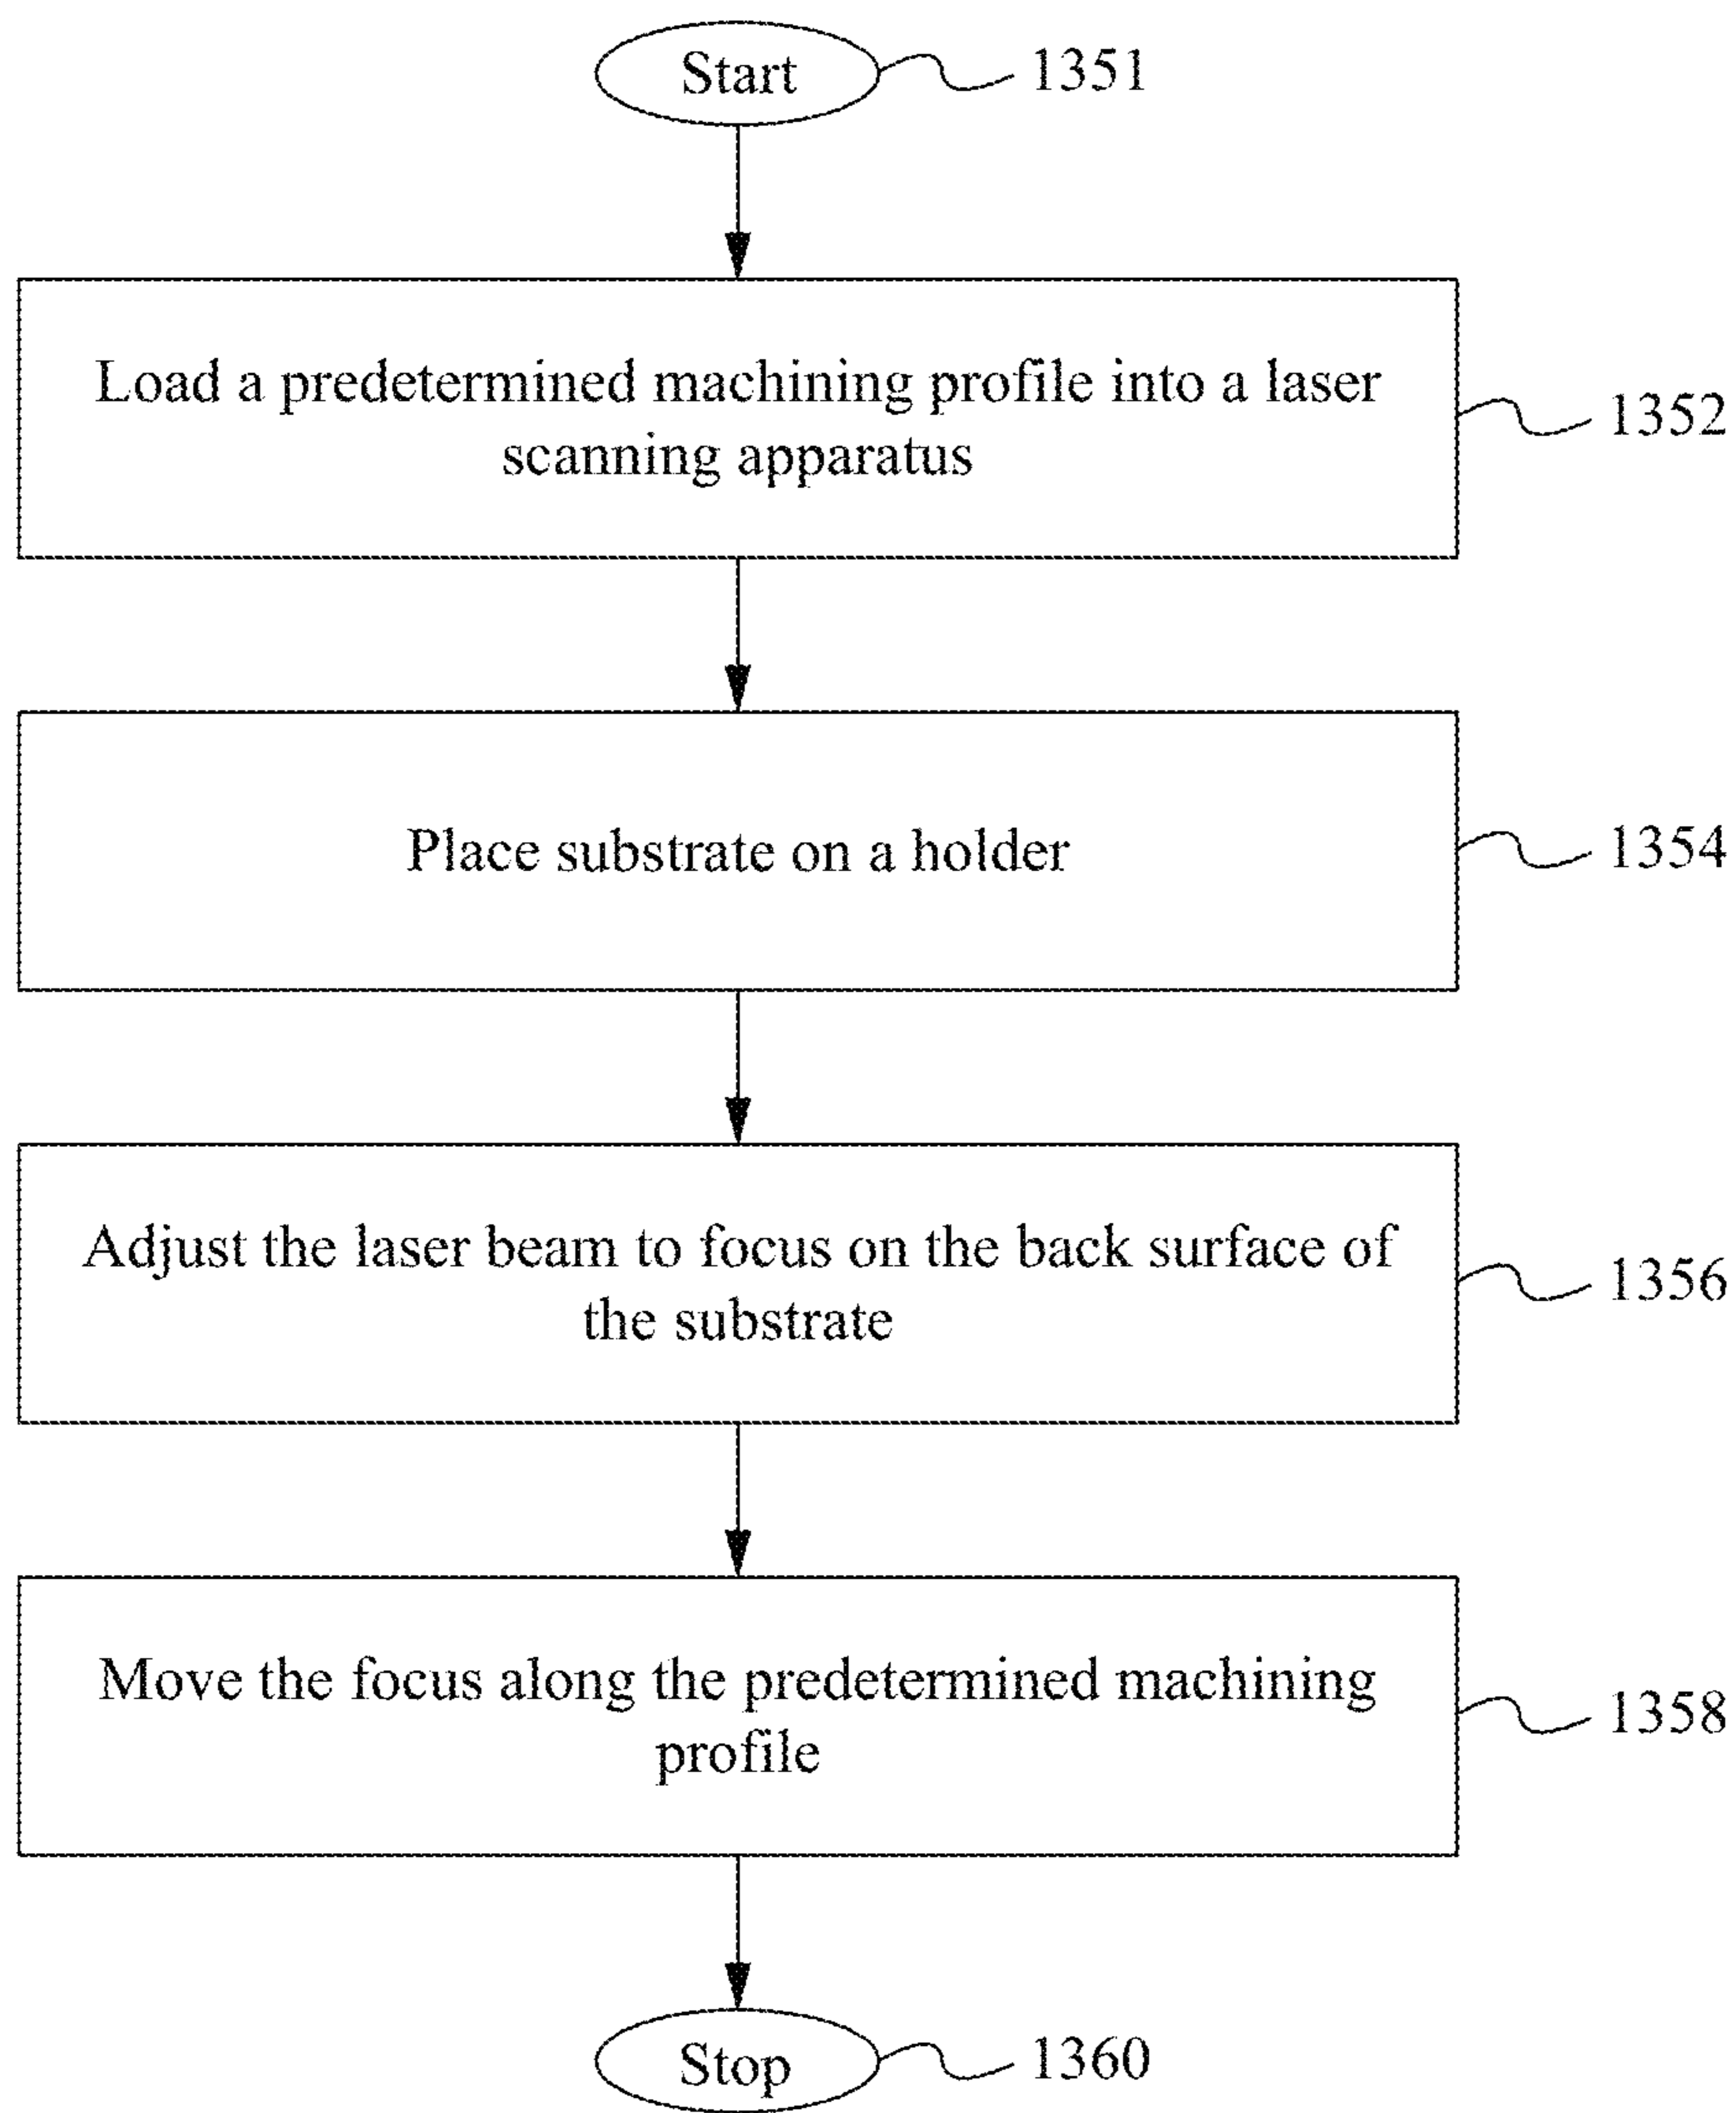 Start
1351
Load a predetermined machining profile into a laser
scanning apparatus
1352
Place substrate on a holder
1354
Adjust the laser beam to focus on the back surface of
the substrate
1356
Move the focus along the predetermined machining
profile
1358
Stop
1360